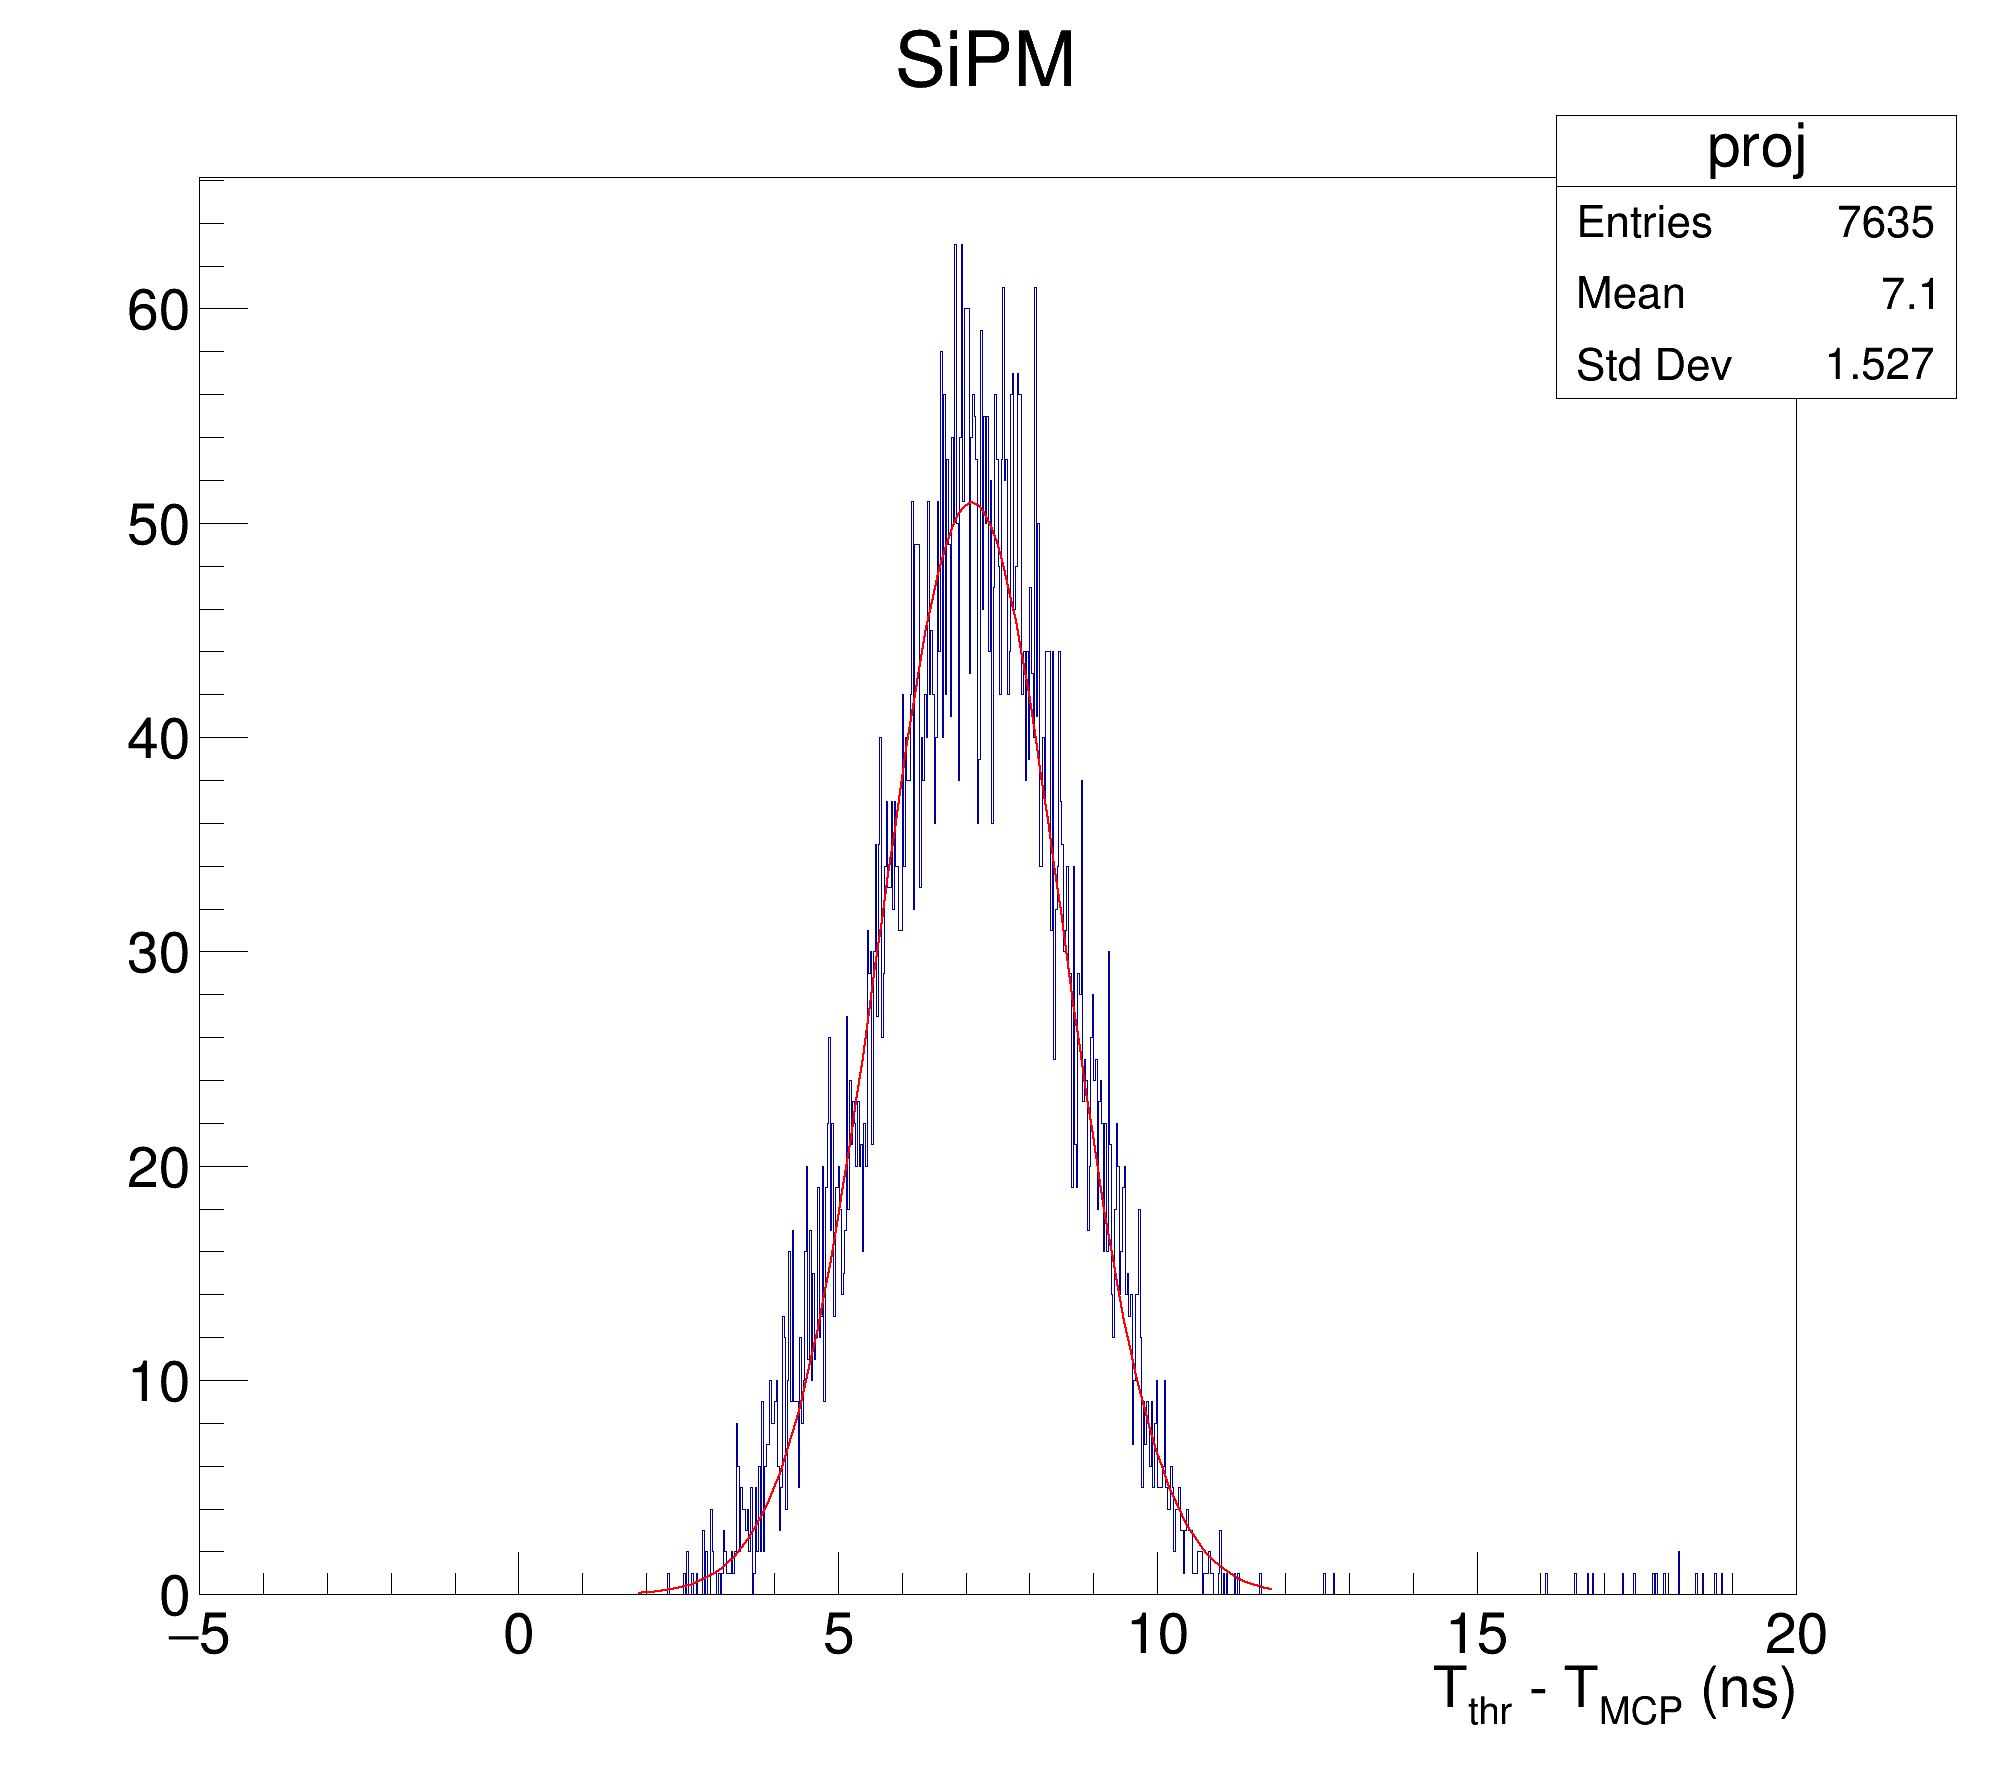 SiPM
proj
Entries 7635
Mean 7.1
Std Dev 1.527
60
50
40
30
20
10
0
−5 0 5 10 15 20
T_thr - T_MCP (ns)